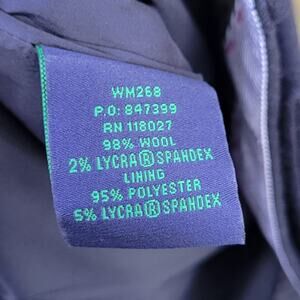 WM268
P.O: 847399
RN 118027
98% WOOL
2% LYCRA®SPANDEX
LINING
95% POLYESTER
5% LYCRA®SPANDEX